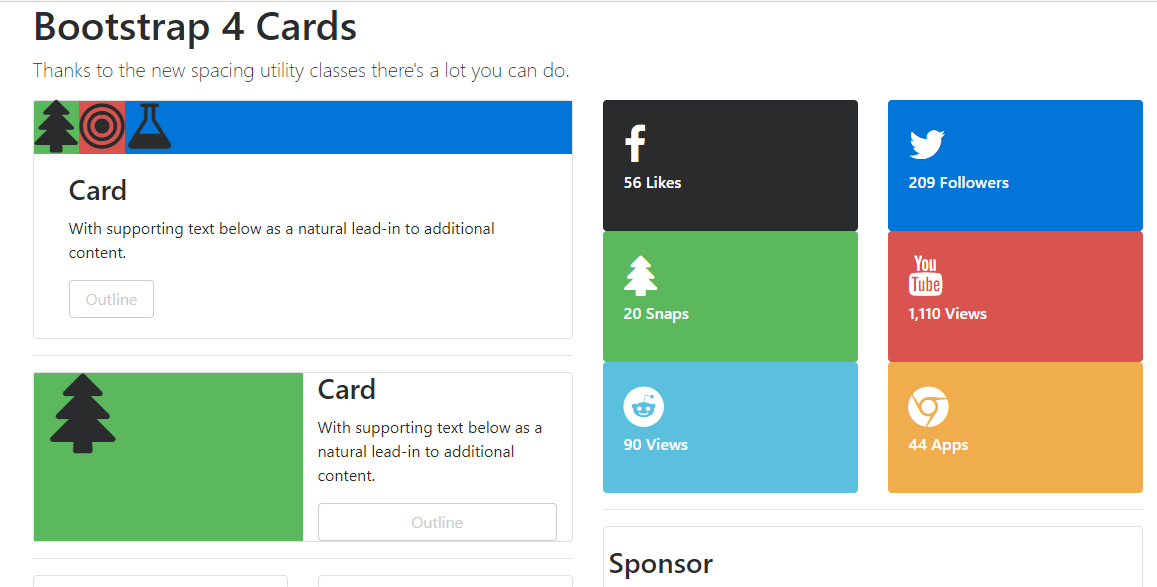 Bootstrap 4 Cards
Thanks to the new spacing utility classes there's a lot you can do.
Card
With supporting text below as a natural lead-in to additional
content.
Outline
Card
With supporting text below as a
natural lead-in to additional
content.
Outline
56 Likes
209 Followers
20 Snaps
You
Tube
1,110 Views
90 Views
44 Apps
Sponsor